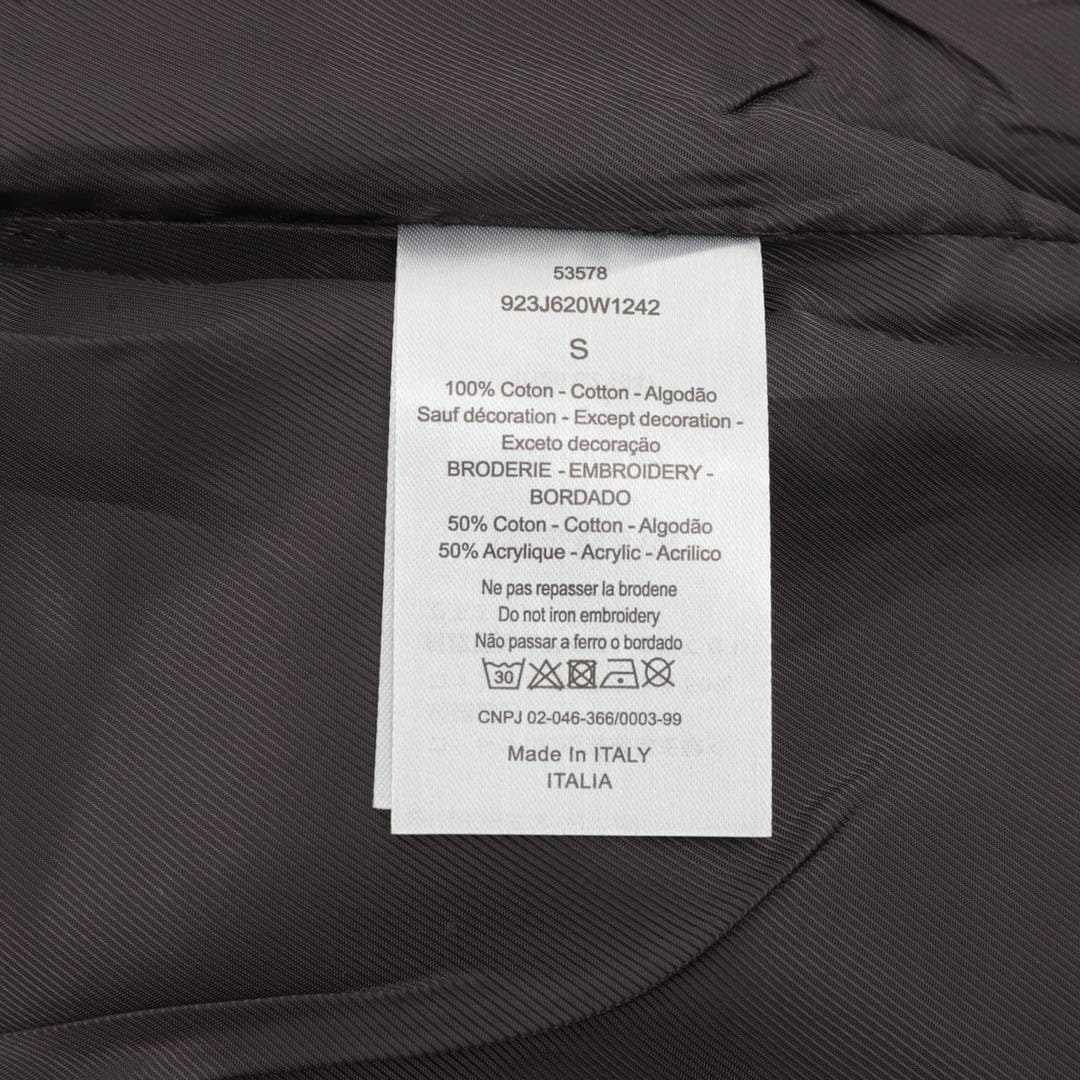 53578
923J620W1242
S
100% Coton - Cotton - Algodão
Sauf décoration - Except decoration -
Exceto decoração
BRODERIE - EMBROIDERY -
BORDADO
50% Coton - Cotton - Algodão
50% Acrylique - Acrylic - Acrilico
Ne pas repasser la brodene
Do not iron embroidery
Não passar a ferro o bordado
30
CNPJ 02-046-366/0003-99
Made In ITALY
ITALIA